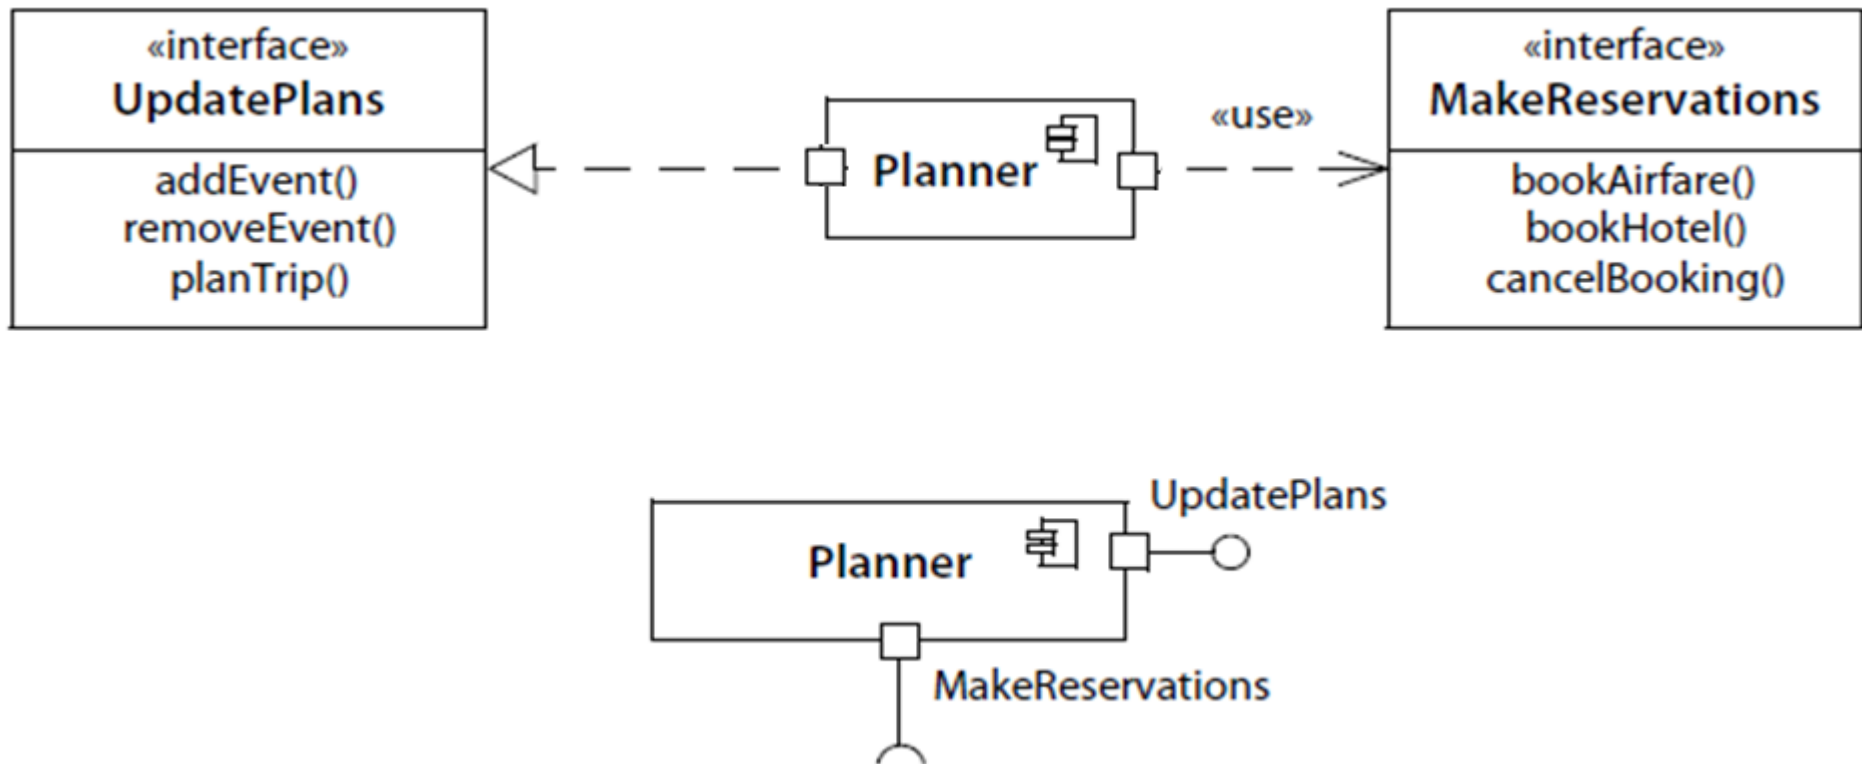 «interface»
UpdatePlans
addEvent()
removeEvent()
planTrip()
Planner
«use»
«interface»
MakeReservations
bookAirfare()
bookHotel()
cancelBooking()
UpdatePlans
Planner
MakeReservations